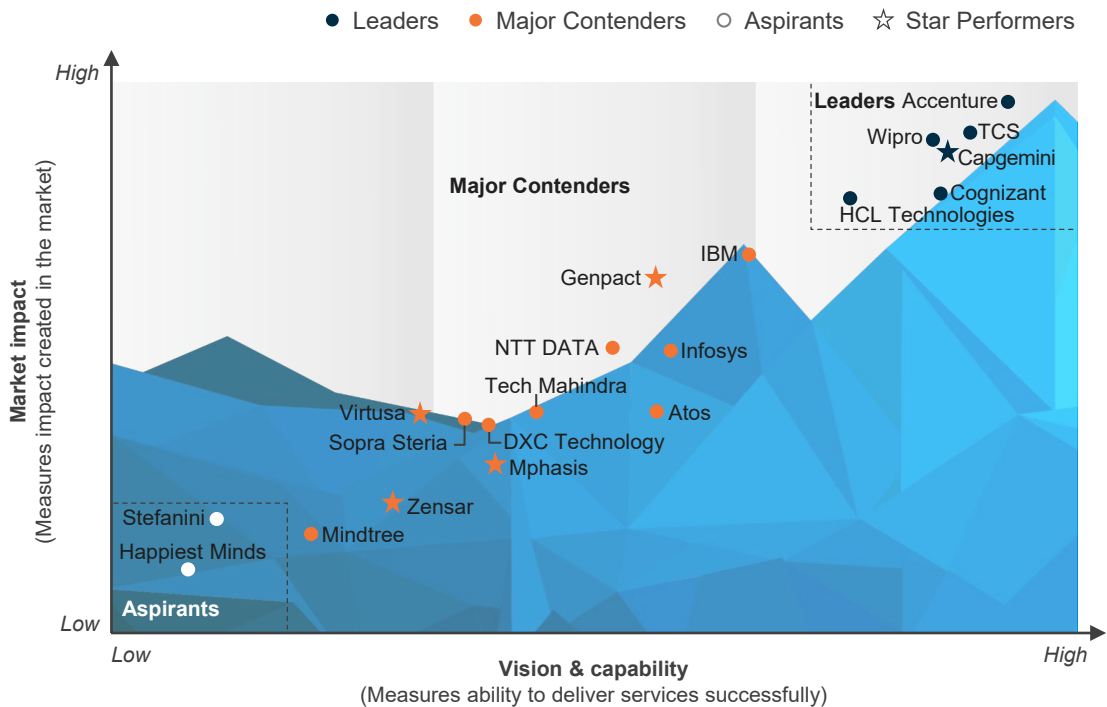 Leaders
Major Contenders
Aspirants
Star Performers
High
Market impact
(Measures impact created in the market)
Leaders
Accenture
Wipro
TCS
Capgemini
Cognizant
HCL Technologies
Major Contenders
IBM
Genpact
NTT DATA
Infosys
Tech Mahindra
Virtusa
Atos
Sopra Steria
DXC Technology
Mphasis
Zensar
Stefanini
Mindtree
Happiest Minds
Aspirants
Low
Low
High
Vision & capability
(Measures ability to deliver services successfully)